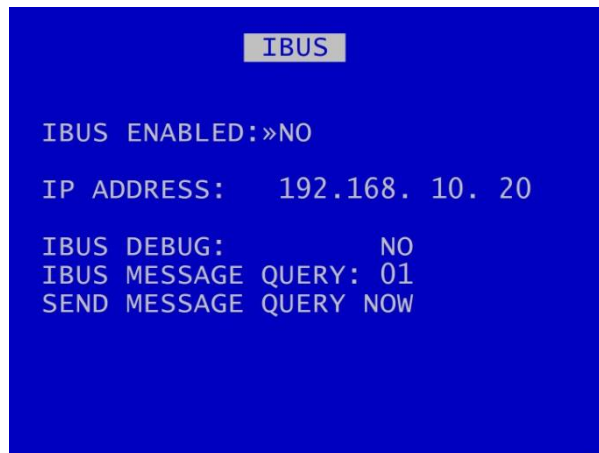 IBUS
IBUS ENABLED:»NO
IP ADDRESS: 192.168. 10. 20
IBUS DEBUG: NO
IBUS MESSAGE QUERY: 01
SEND MESSAGE QUERY NOW